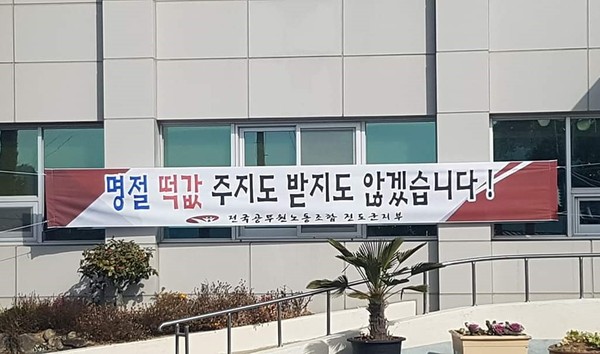 명절 떡값 주지도 받지도 않겠습니다!
전국공무원노동조합 진도군지부